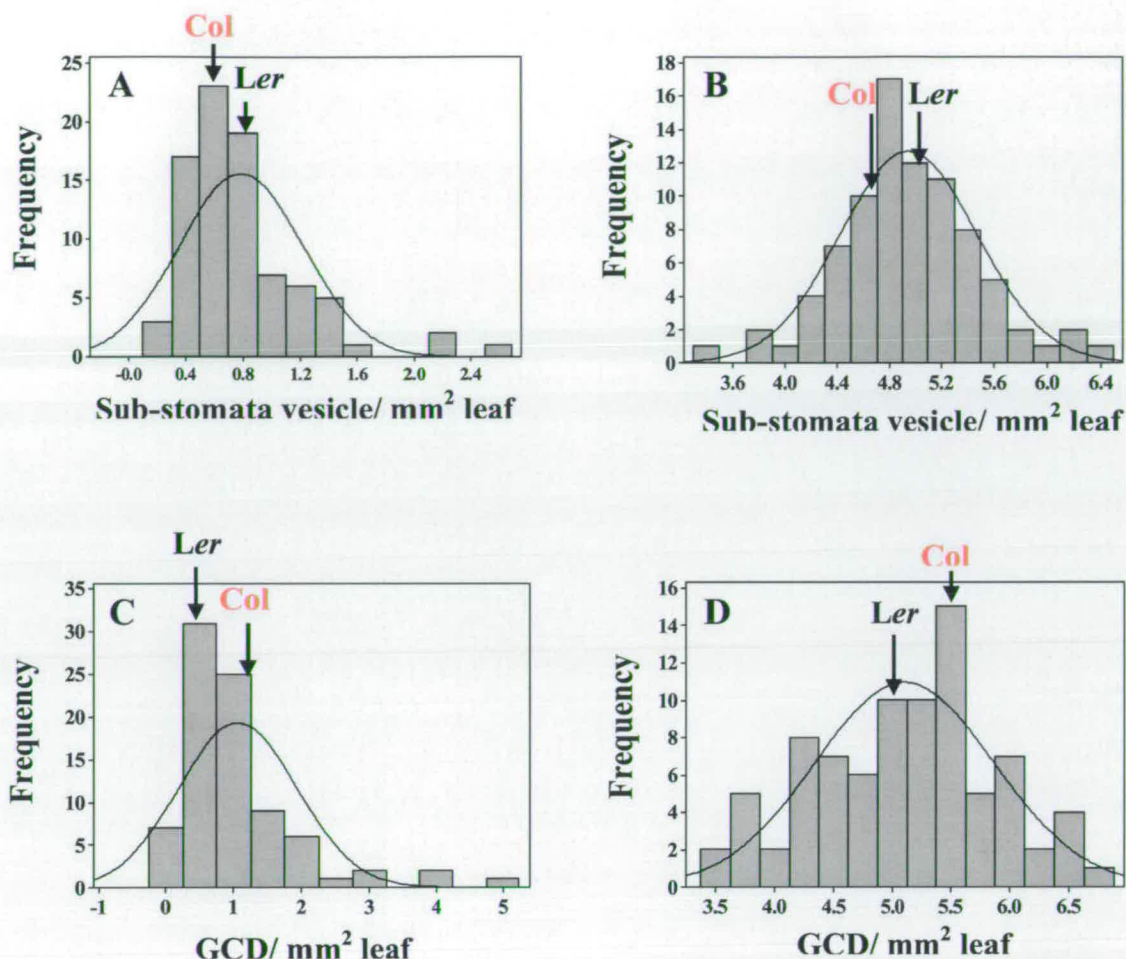 Col
Ler
A
25
20
15
10
5
0
Frequency
-0.0 0.4 0.8 1.2 1.6 2.0 2.4
Sub-stomata vesicle/ mm² leaf
B
Col
Ler
18
16
14
12
10
8
6
4
2
0
Frequency
3.6 4.0 4.4 4.8 5.2 5.6 6.0 6.4
Sub-stomata vesicle/ mm² leaf
Ler
Col
C
35
30
25
20
15
10
5
0
Frequency
-1 0 1 2 3 4 5
GCD/ mm² leaf
Col
Ler
D
16
14
12
10
8
6
4
2
0
Frequency
3.5 4.0 4.5 5.0 5.5 6.0 6.5
GCD/ mm² leaf